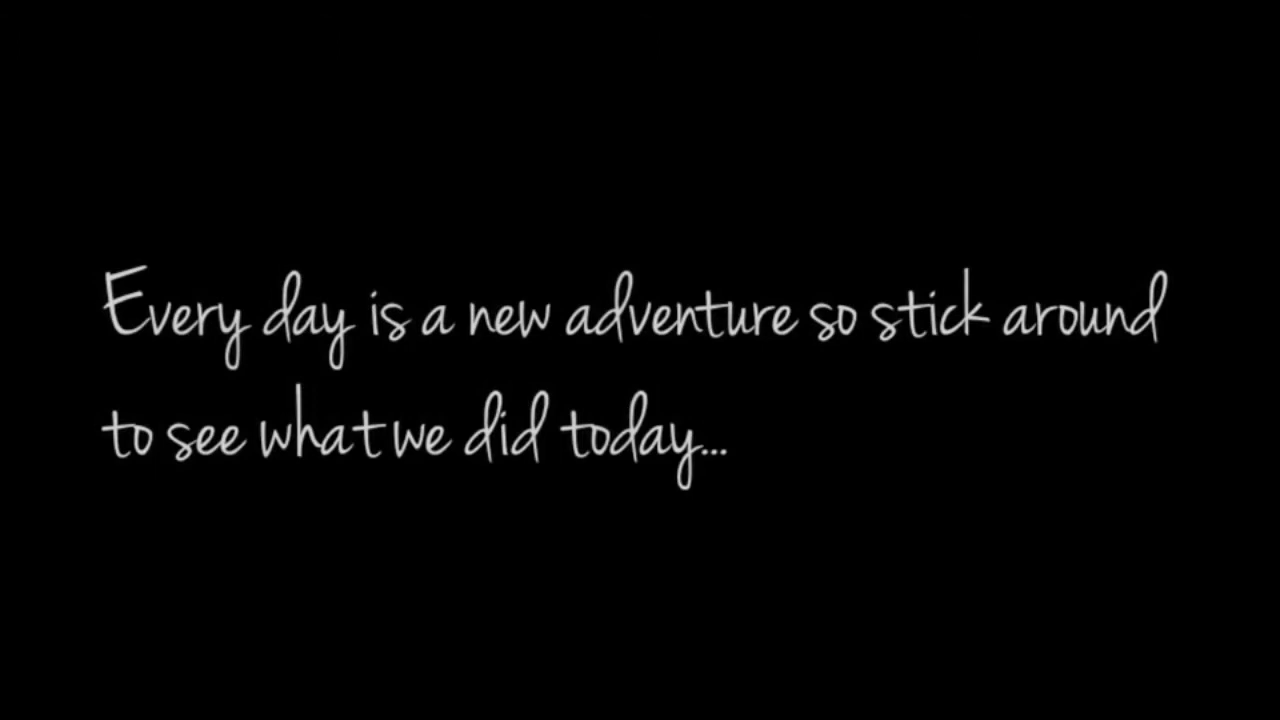 Every day is a new adventure so stick around
to see what we did today...